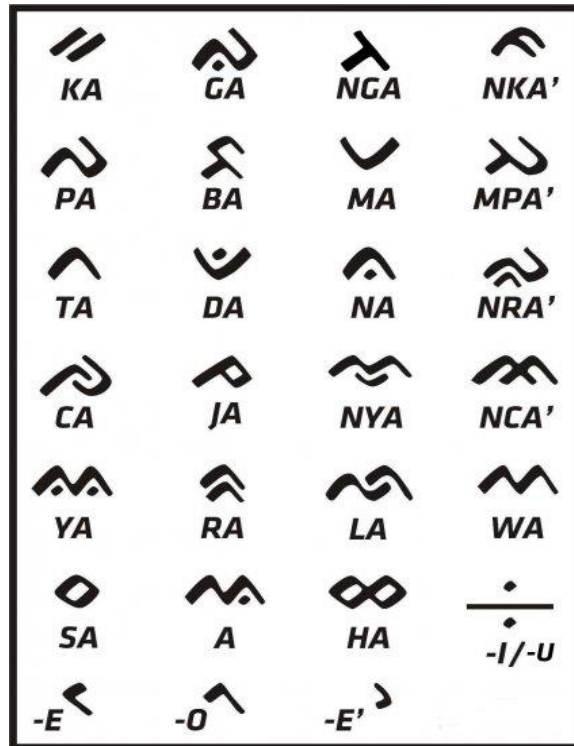 ᨀ ᨁ ᨂ ᨃ
KA GA NGA NKA'
ᨄ ᨅ ᨆ ᨇ
PA BA MA MPA'
ᨈ ᨉ ᨊ ᨋ
TA DA NA NRA'
ᨌ ᨍ ᨎ ᨏ
CA JA NYA NCA'
ᨐ ᨑ ᨒ ᨓ
YA RA LA WA
ᨔ ᨕ ᨖ ᨗ ᨘ
SA A HA -I/-U
ᨙ ᨚ ᨛ
-E -O -E'